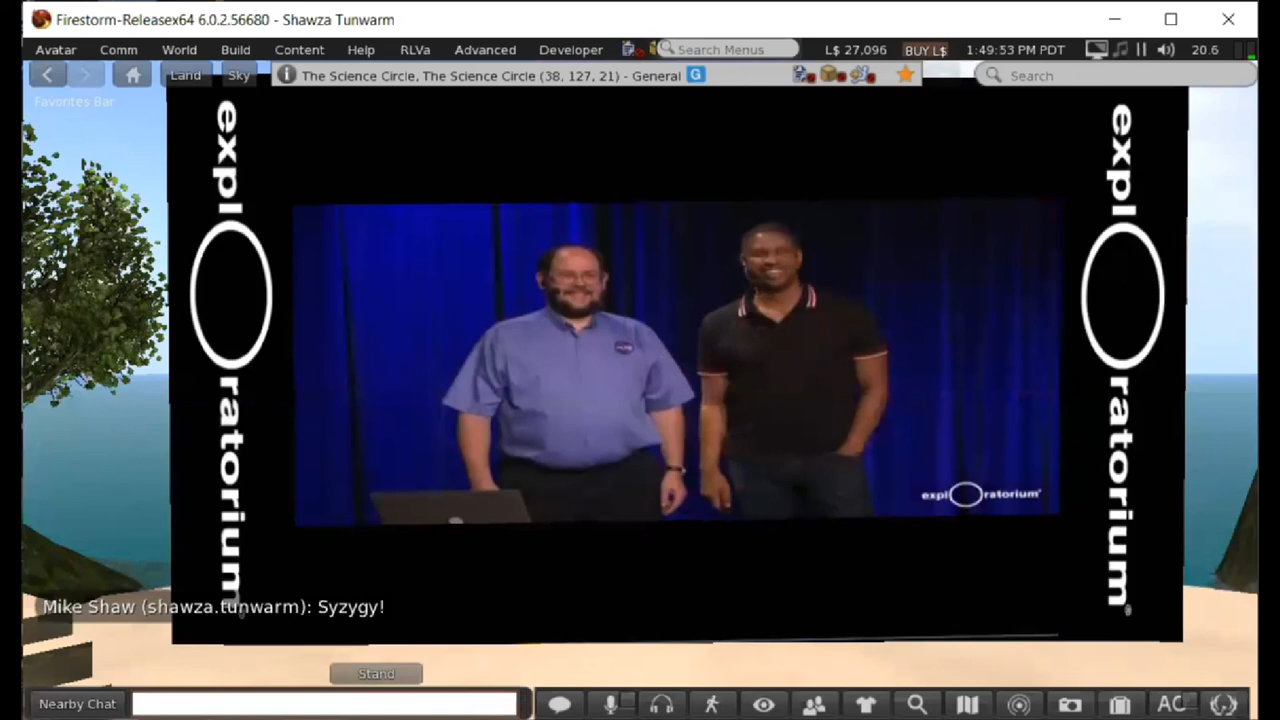 Firestorm-Releasex64 6.0.2.56680 - Shawza Tunwarm
Avatar Comm World Build Content Help RLVa Advanced Developer Search Menus L$ 27,096 BUY L$ 1:49:53 PM PDT 20.6
Land Sky The Science Circle, The Science Circle (38, 127, 21) - General G Search
Favorites Bar
explOratorium
explOratorium
explOratorium
Mike Shaw (shawza.tunwarm): Syzygy!
Stand
Nearby Chat AO